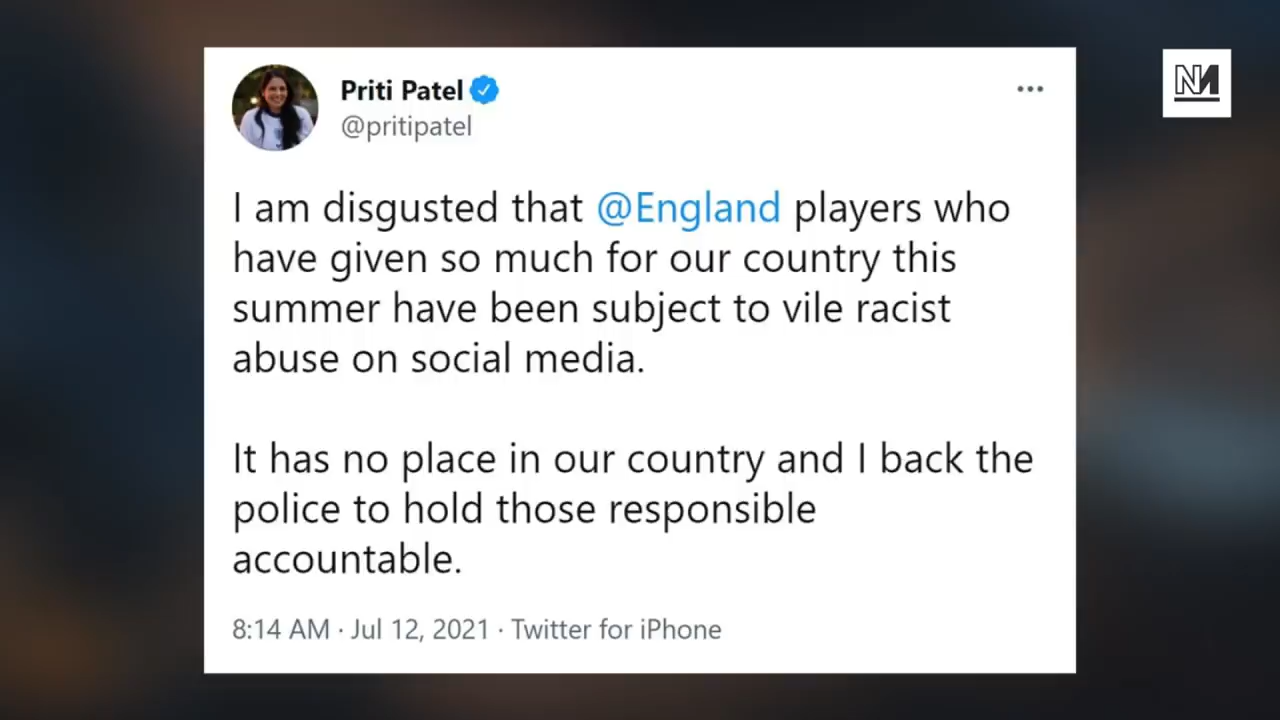 Priti Patel
@pritipatel
NM
I am disgusted that @England players who
have given so much for our country this
summer have been subject to vile racist
abuse on social media.
It has no place in our country and I back the
police to hold those responsible
accountable.
8:14 AM · Jul 12, 2021 · Twitter for iPhone